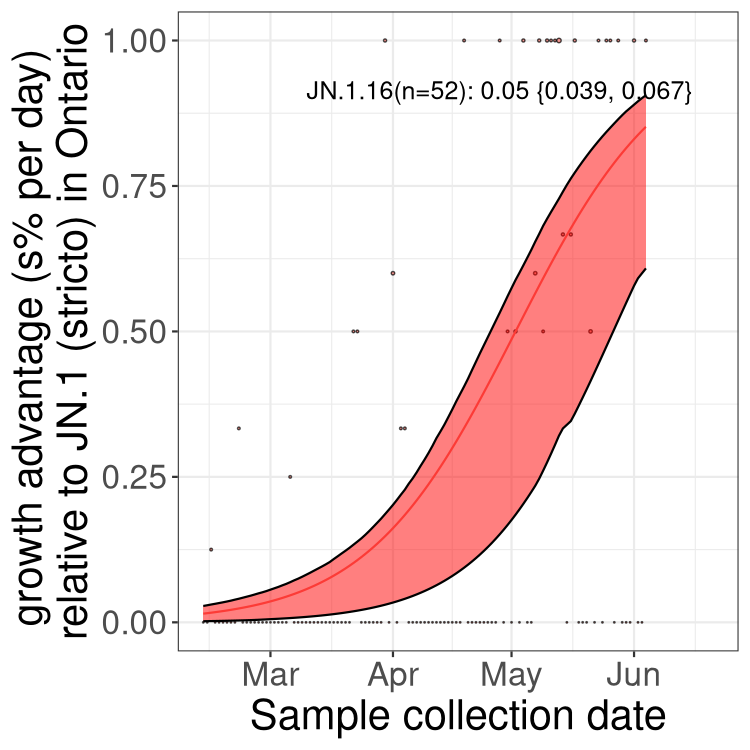 growth advantage (s% per day)
relative to JN.1 (stricto) in Ontario
1.00
0.75
0.50
0.25
0.00
JN.1.16(n=52): 0.05 {0.039, 0.067}
Mar Apr May Jun
Sample collection date